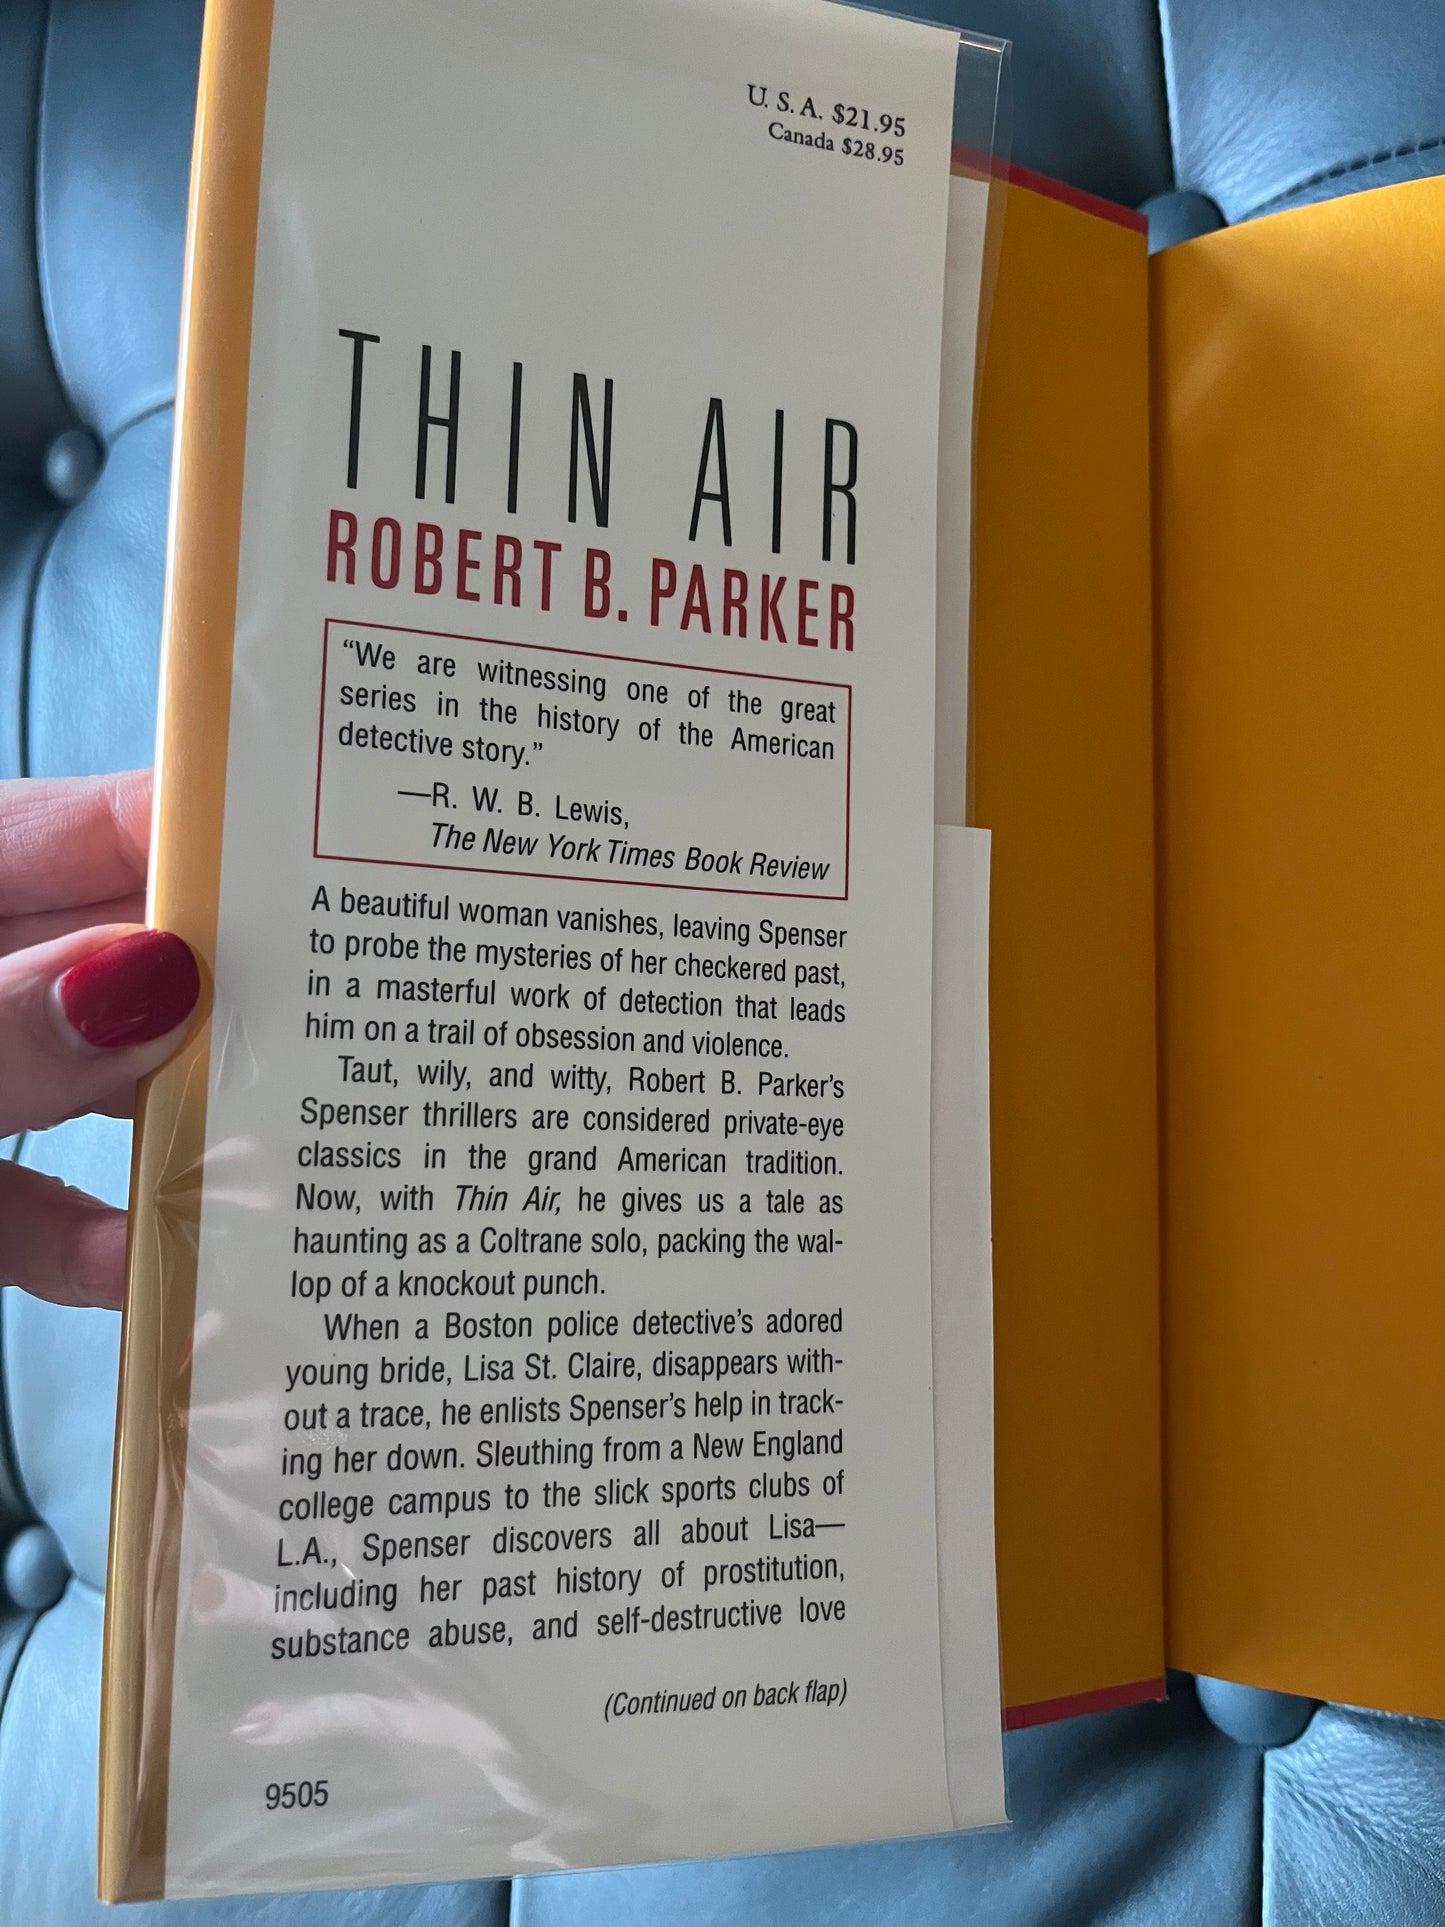 U. S. A. $21.95
Canada $28.95
THIN AIR
ROBERT B. PARKER
“We are witnessing one of the great
series in the history of the American
detective story.”
—R. W. B. Lewis,
The New York Times Book Review
A beautiful woman vanishes, leaving Spenser
to probe the mysteries of her checkered past,
in a masterful work of detection that leads
him on a trail of obsession and violence.
Taut, wily, and witty, Robert B. Parker’s
Spenser thrillers are considered private-eye
classics in the grand American tradition.
Now, with Thin Air, he gives us a tale as
haunting as a Coltrane solo, packing the wal-
lop of a knockout punch.
When a Boston police detective’s adored
young bride, Lisa St. Claire, disappears with-
out a trace, he enlists Spenser’s help in track-
ing her down. Sleuthing from a New England
college campus to the slick sports clubs of
L.A., Spenser discovers all about Lisa—
including her past history of prostitution,
substance abuse, and self-destructive love
(Continued on back flap)
9505